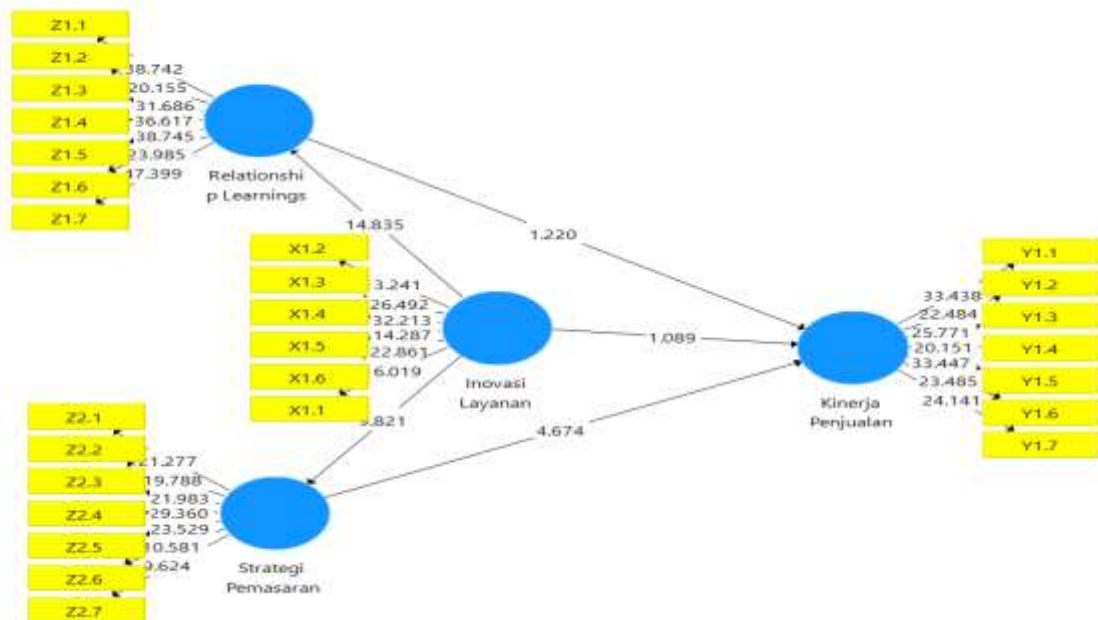 Z1.1
Z1.2
Z1.3
Z1.4
Z1.5
Z1.6
Z1.7
38.742
20.155
31.686
36.617
38.745
23.985
47.399
Relationshi
p Learnings
14.835
1.220
X1.2
X1.3
X1.4
X1.5
X1.6
X1.1
26.492
32.213
14.287
22.861
Inovasi
Layanan
1.089
4.674
Y1.1
Y1.2
Y1.3
Y1.4
Y1.5
Y1.6
Y1.7
33.438
22.484
25.771
20.151
33.447
23.485
24.141
Kinerja
Penjualan
Z2.1
Z2.2
Z2.3
Z2.4
Z2.5
Z2.6
Z2.7
21.277
19.788
21.983
29.360
23.529
10.581
Strategi
Pemasaran